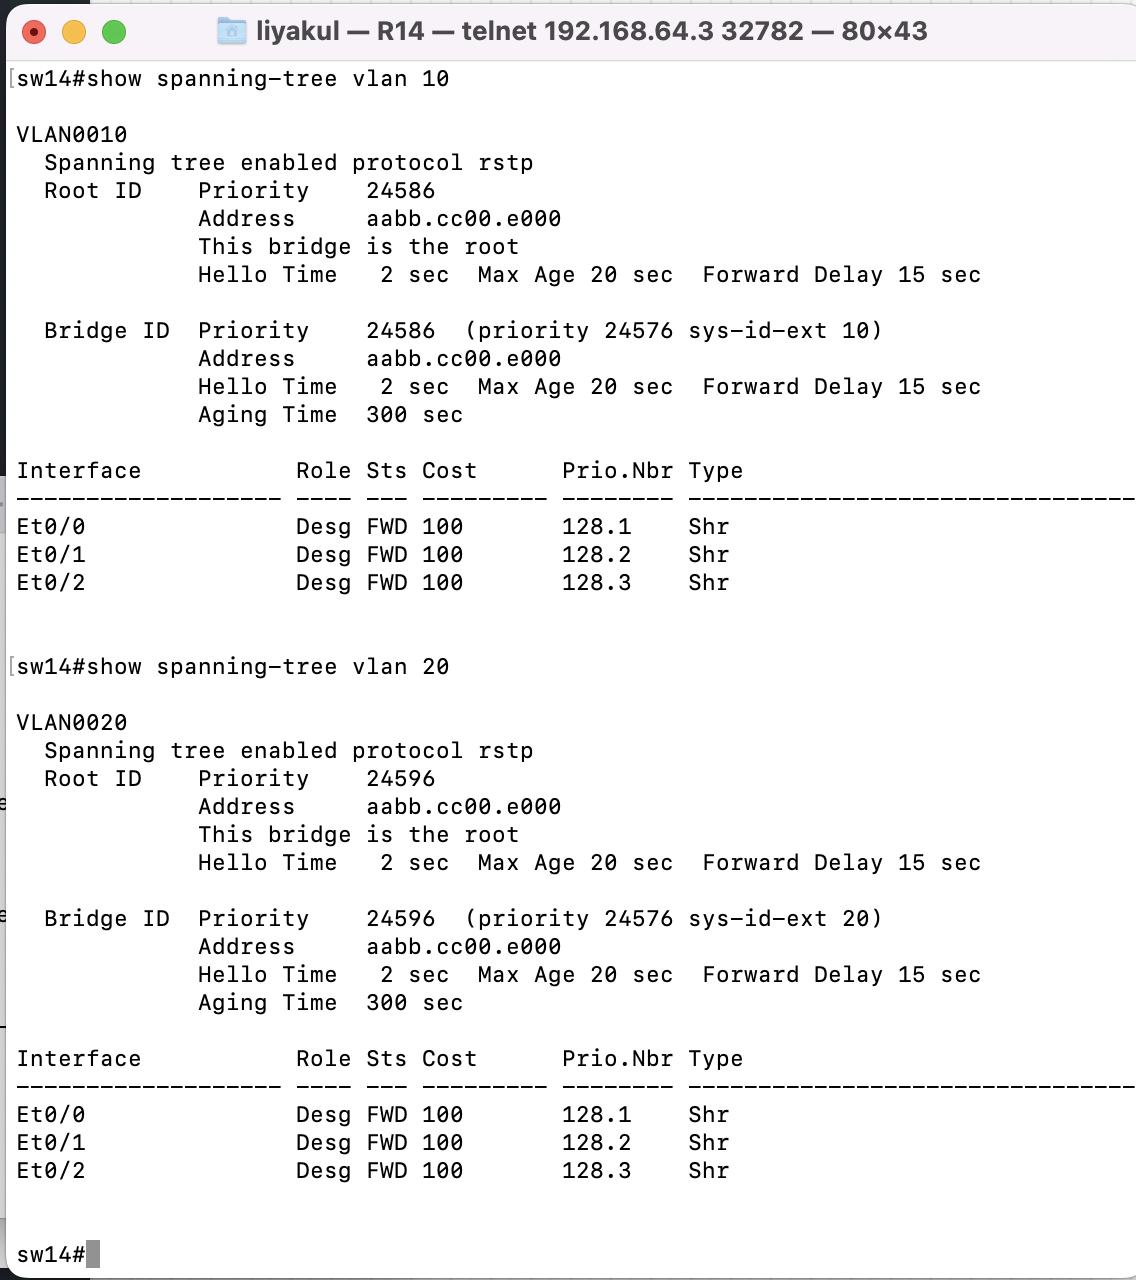 liyakul — R14 — telnet 192.168.64.3 32782 — 80×43
[sw14#show spanning-tree vlan 10

VLAN0010
  Spanning tree enabled protocol rstp
  Root ID    Priority    24586
             Address     aabb.cc00.e000
             This bridge is the root
             Hello Time   2 sec  Max Age 20 sec  Forward Delay 15 sec

  Bridge ID  Priority    24586  (priority 24576 sys-id-ext 10)
             Address     aabb.cc00.e000
             Hello Time   2 sec  Max Age 20 sec  Forward Delay 15 sec
             Aging Time  300 sec

Interface           Role Sts Cost      Prio.Nbr Type
------------------- ---- --- --------- -------- --------------------------------
Et0/0               Desg FWD 100       128.1    Shr
Et0/1               Desg FWD 100       128.2    Shr
Et0/2               Desg FWD 100       128.3    Shr

[sw14#show spanning-tree vlan 20

VLAN0020
  Spanning tree enabled protocol rstp
  Root ID    Priority    24596
             Address     aabb.cc00.e000
             This bridge is the root
             Hello Time   2 sec  Max Age 20 sec  Forward Delay 15 sec

  Bridge ID  Priority    24596  (priority 24576 sys-id-ext 20)
             Address     aabb.cc00.e000
             Hello Time   2 sec  Max Age 20 sec  Forward Delay 15 sec
             Aging Time  300 sec

Interface           Role Sts Cost      Prio.Nbr Type
------------------- ---- --- --------- -------- --------------------------------
Et0/0               Desg FWD 100       128.1    Shr
Et0/1               Desg FWD 100       128.2    Shr
Et0/2               Desg FWD 100       128.3    Shr

sw14#